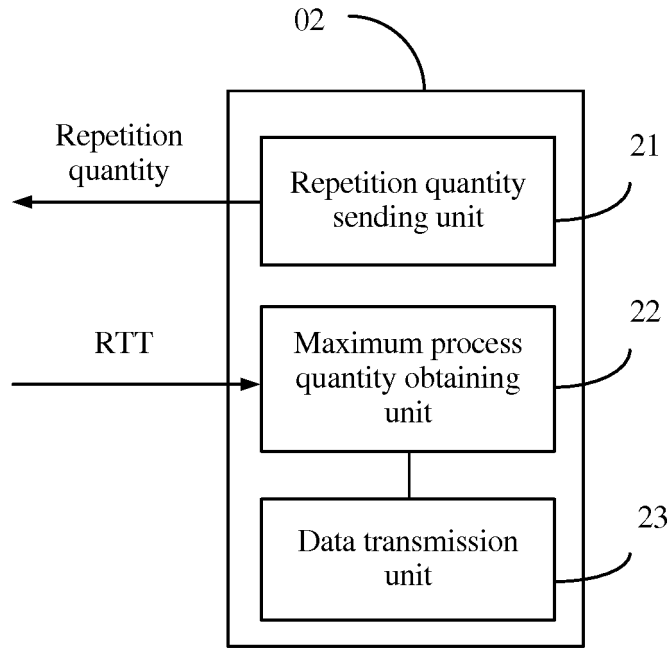 02
Repetition
quantity
Repetition quantity
sending unit
21
RTT
Maximum process
quantity obtaining
unit
22
Data transmission
unit
23